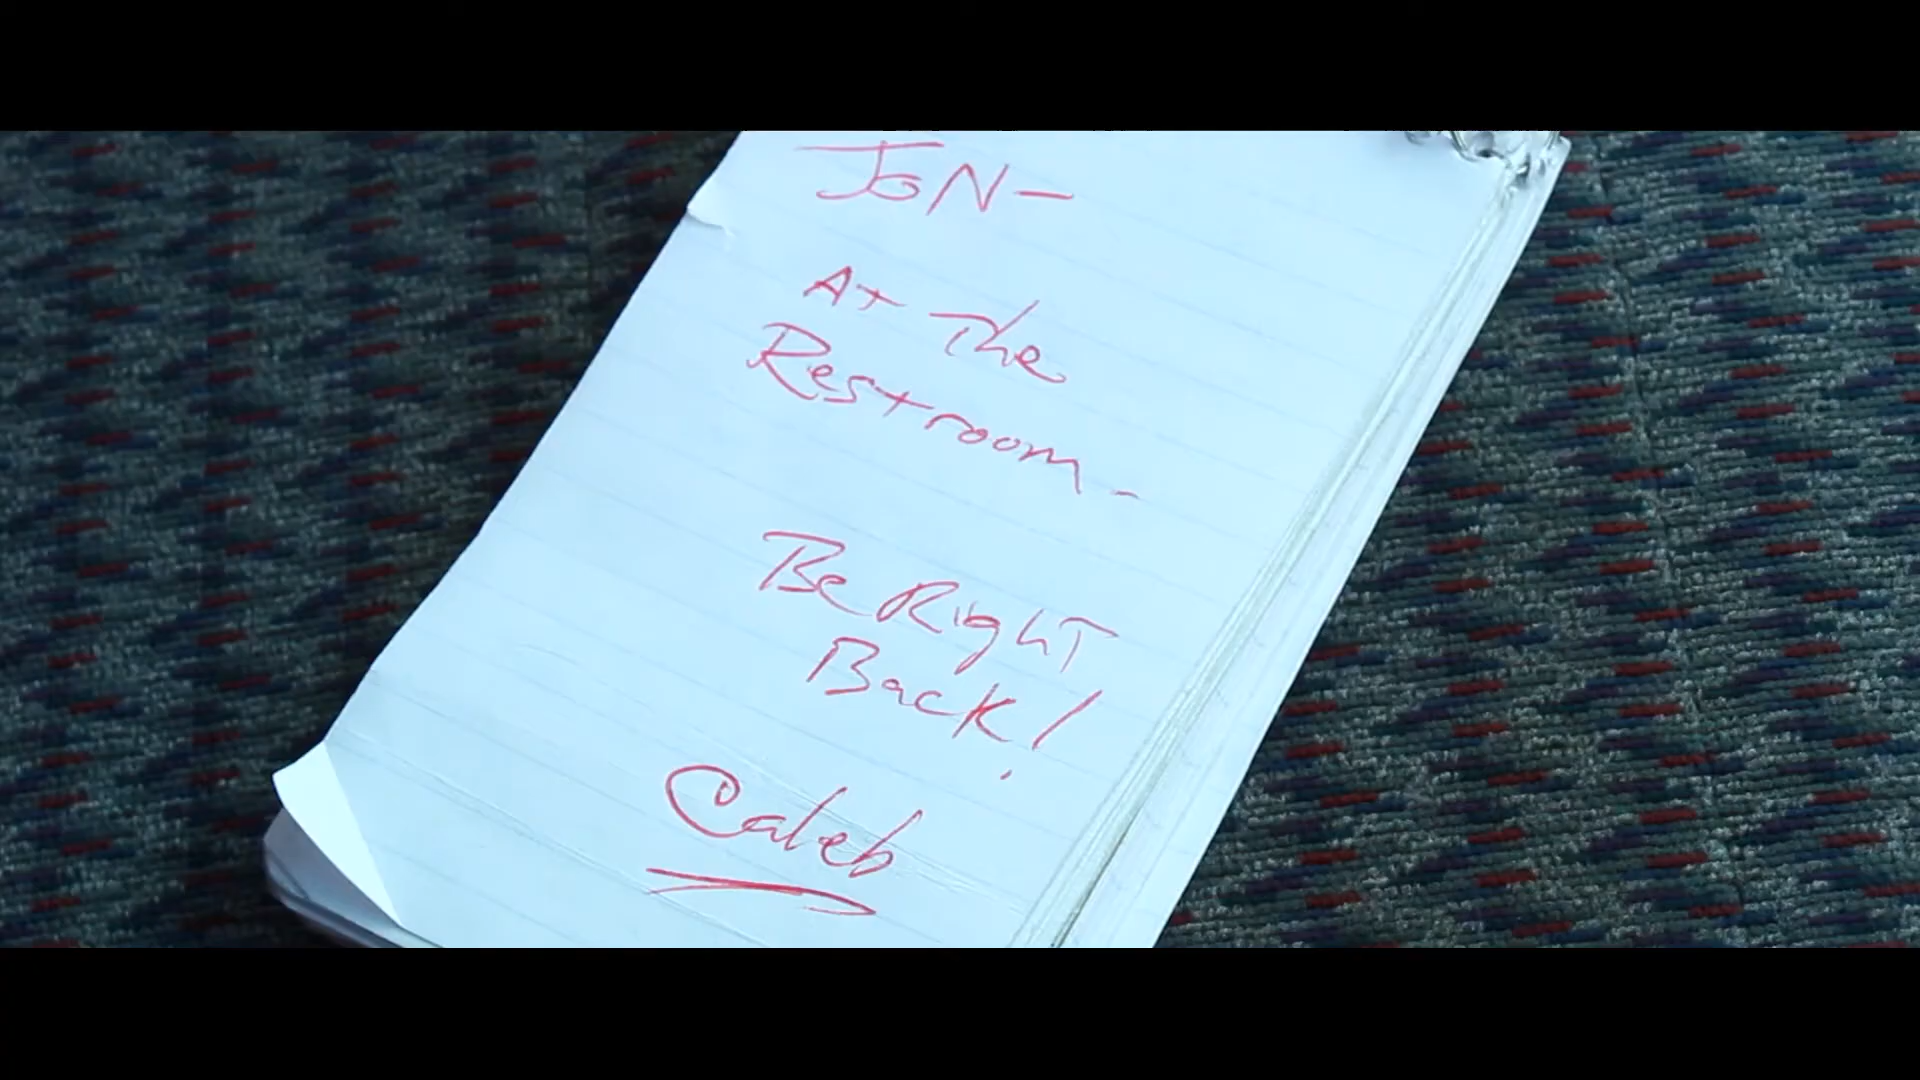 JON-
At The
Restroom-
Be Right
Back!
Caleb